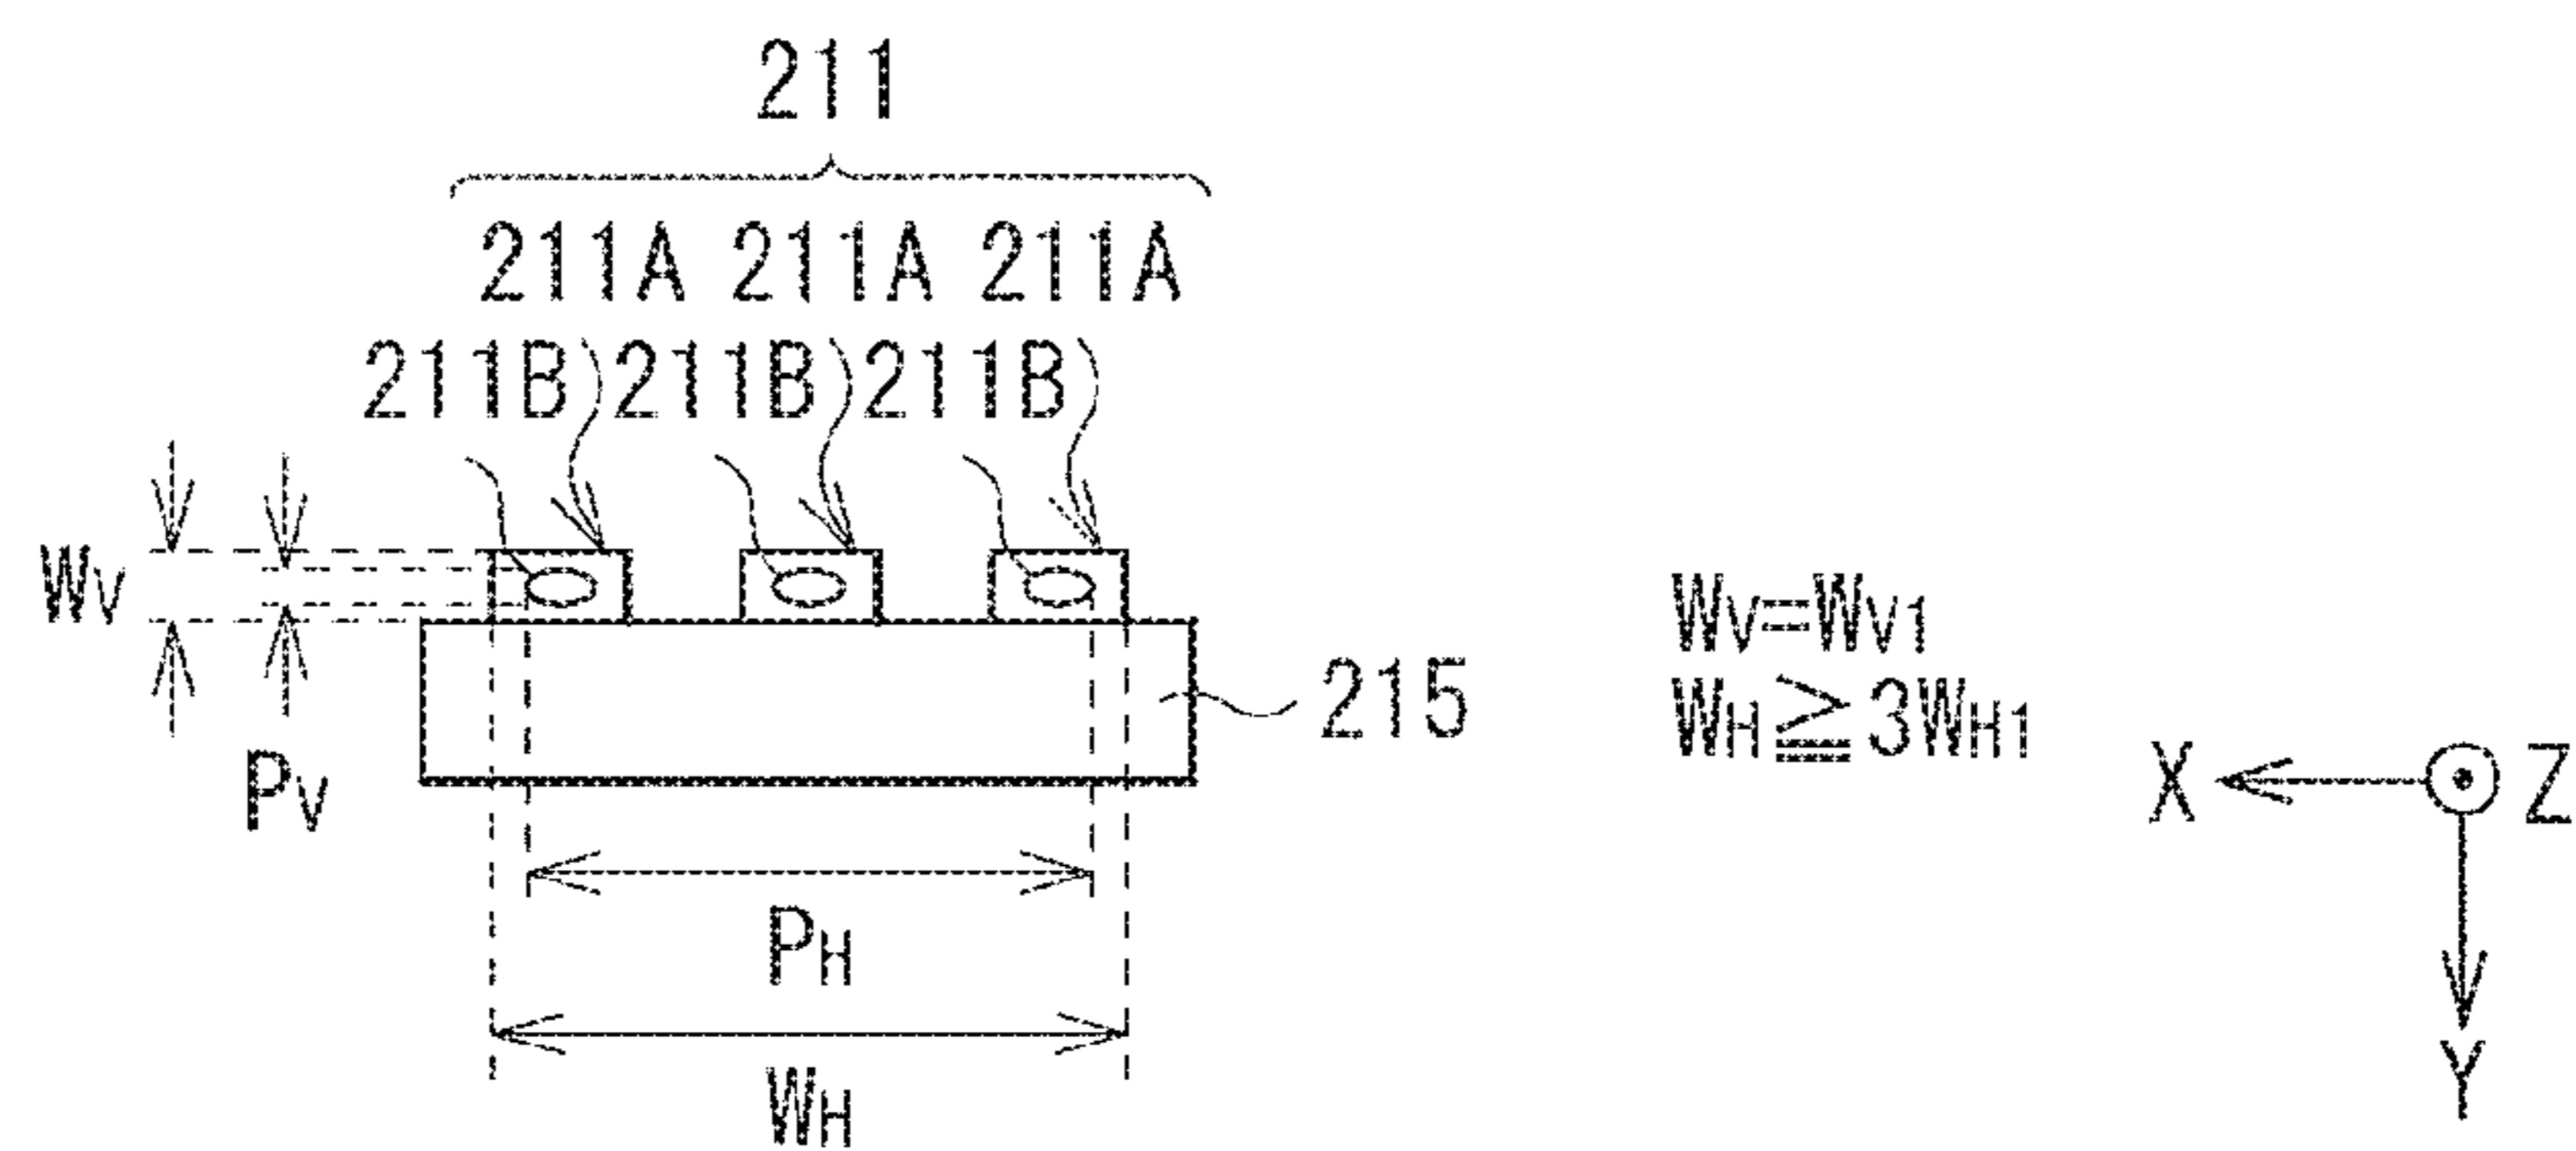 211
211A 211A 211A
211B 211B 211B
WV
PV
215
PH
WH
WV=WV1
WH≧3WH1
X
Z
Y